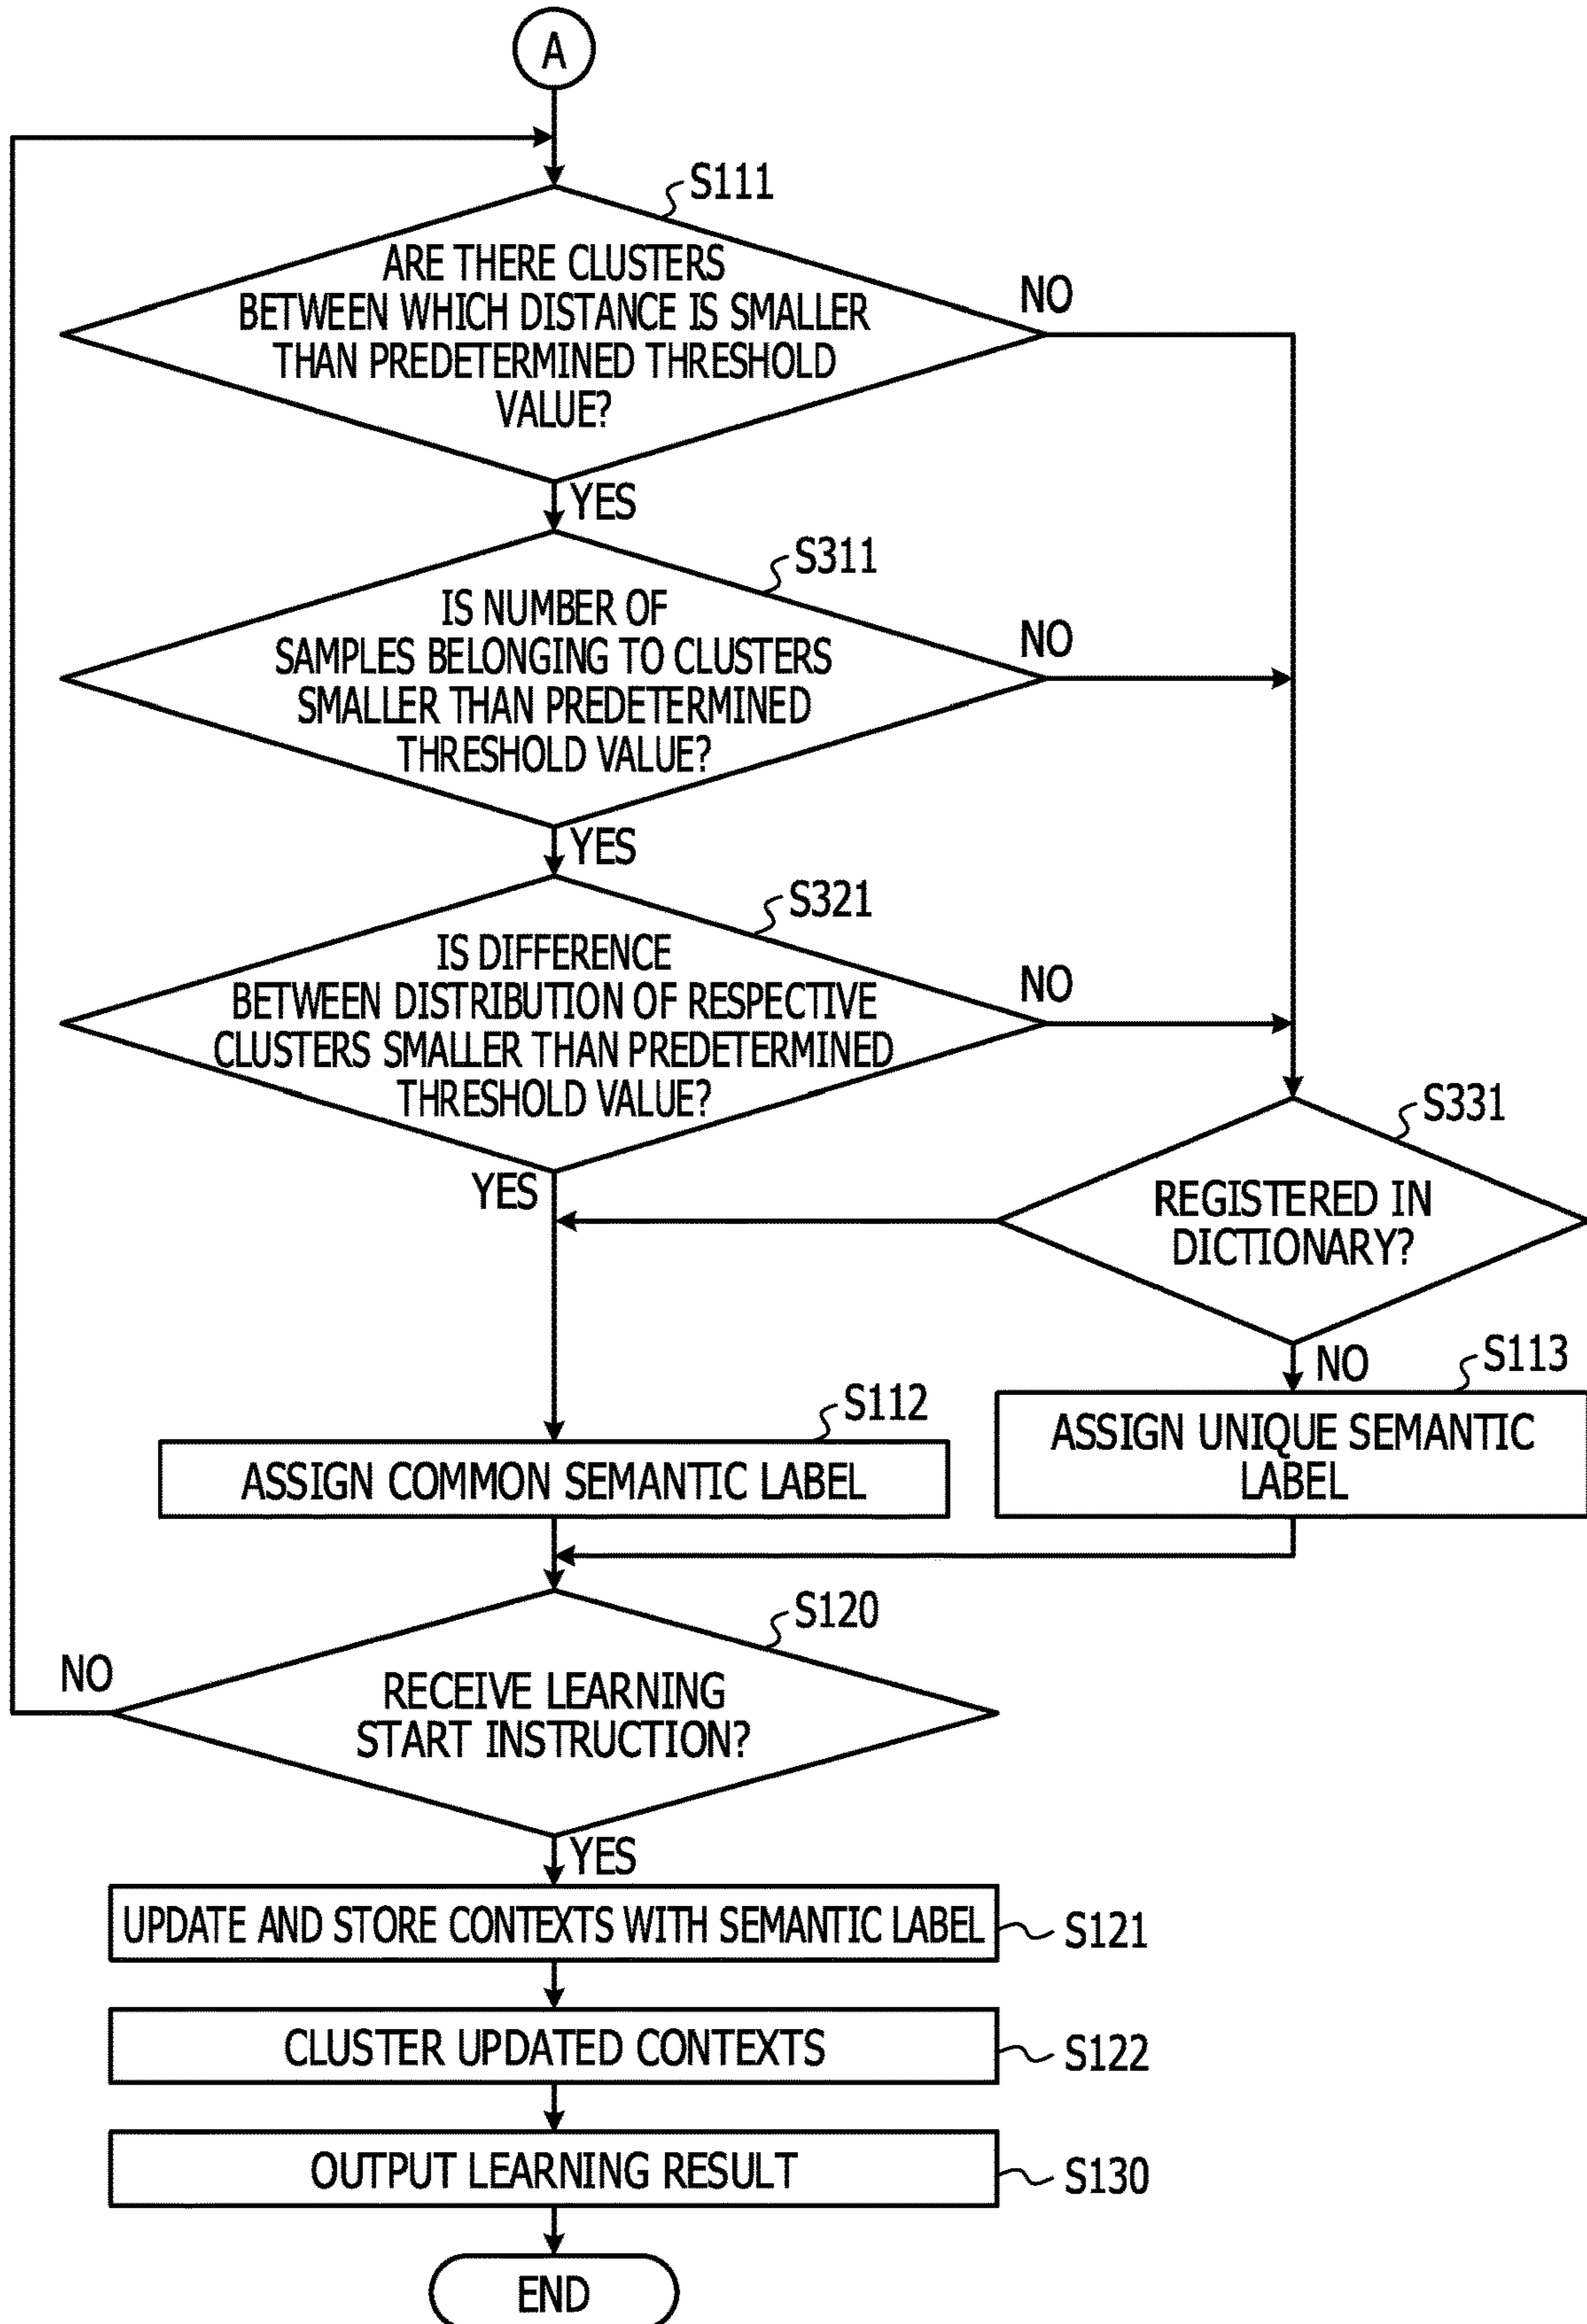 A
S111
ARE THERE CLUSTERS
BETWEEN WHICH DISTANCE IS SMALLER
THAN PREDETERMINED THRESHOLD
VALUE?
NO
YES
S311
IS NUMBER OF
SAMPLES BELONGING TO CLUSTERS
SMALLER THAN PREDETERMINED
THRESHOLD VALUE?
NO
YES
S321
IS DIFFERENCE
BETWEEN DISTRIBUTION OF RESPECTIVE
CLUSTERS SMALLER THAN PREDETERMINED
THRESHOLD VALUE?
NO
YES
S331
REGISTERED IN
DICTIONARY?
NO
S113
ASSIGN UNIQUE SEMANTIC
LABEL
S112
ASSIGN COMMON SEMANTIC LABEL
S120
RECEIVE LEARNING
START INSTRUCTION?
NO
YES
UPDATE AND STORE CONTEXTS WITH SEMANTIC LABEL
S121
CLUSTER UPDATED CONTEXTS
S122
OUTPUT LEARNING RESULT
S130
END